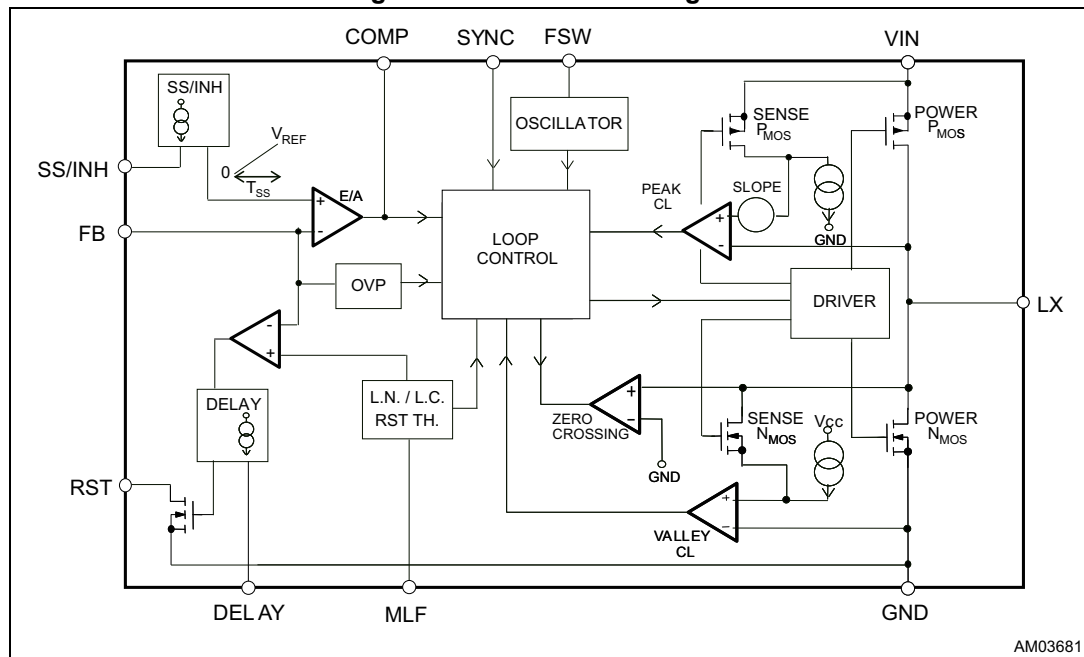 COMP SYNC FSW VIN
SS/INH
OSCILLATOR
SENSE
PMOS
POWER
PMOS
VREF
0
TSS
SS/INH
E/A
+
-
PEAK
CL
SLOPE
+
-
GND
FB
LOOP
CONTROL
OVP
DRIVER
LX
-
+
DELAY
L.N. / L.C.
RST TH.
+
-
ZERO
CROSSING
GND
SENSE
NMOS
VCC
POWER
NMOS
RST
+
-
VALLEY
CL
DELAY MLF GND
AM03681